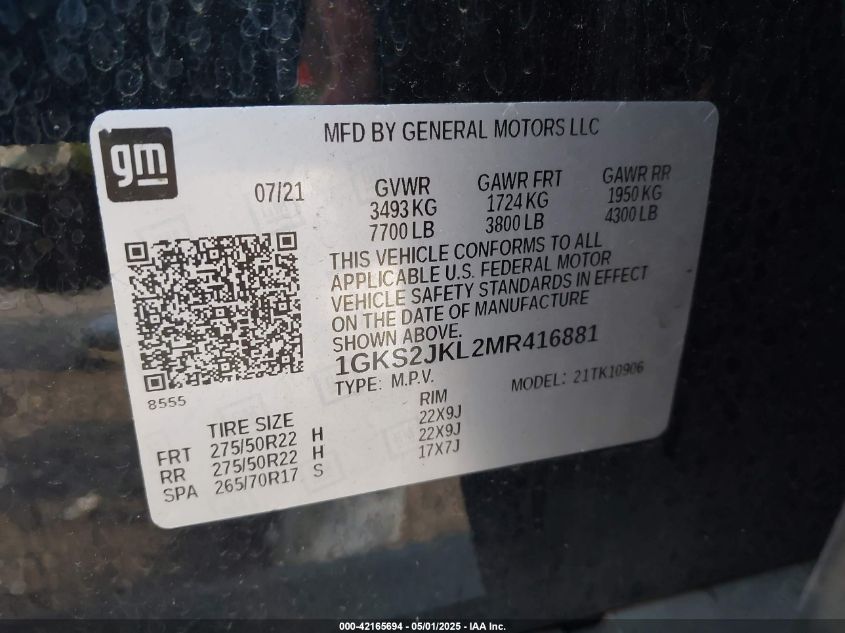 gm
MFD BY GENERAL MOTORS LLC
07/21
GVWR
3493 KG
7700 LB
GAWR FRT
1724 KG
3800 LB
GAWR RR
1950 KG
4300 LB
THIS VEHICLE CONFORMS TO ALL
APPLICABLE U.S. FEDERAL MOTOR
VEHICLE SAFETY STANDARDS IN EFFECT
ON THE DATE OF MANUFACTURE
SHOWN ABOVE.
1GKS2JKL2MR416881
TYPE: M.P.V.
MODEL: 21TK10906
8555
TIRE SIZE
RIM
FRT 275/50R22 H 22X9J
RR 275/50R22 H 22X9J
SPA 265/70R17 S 17X7J
000-42165694 - 05/01/2025 - IAA Inc.